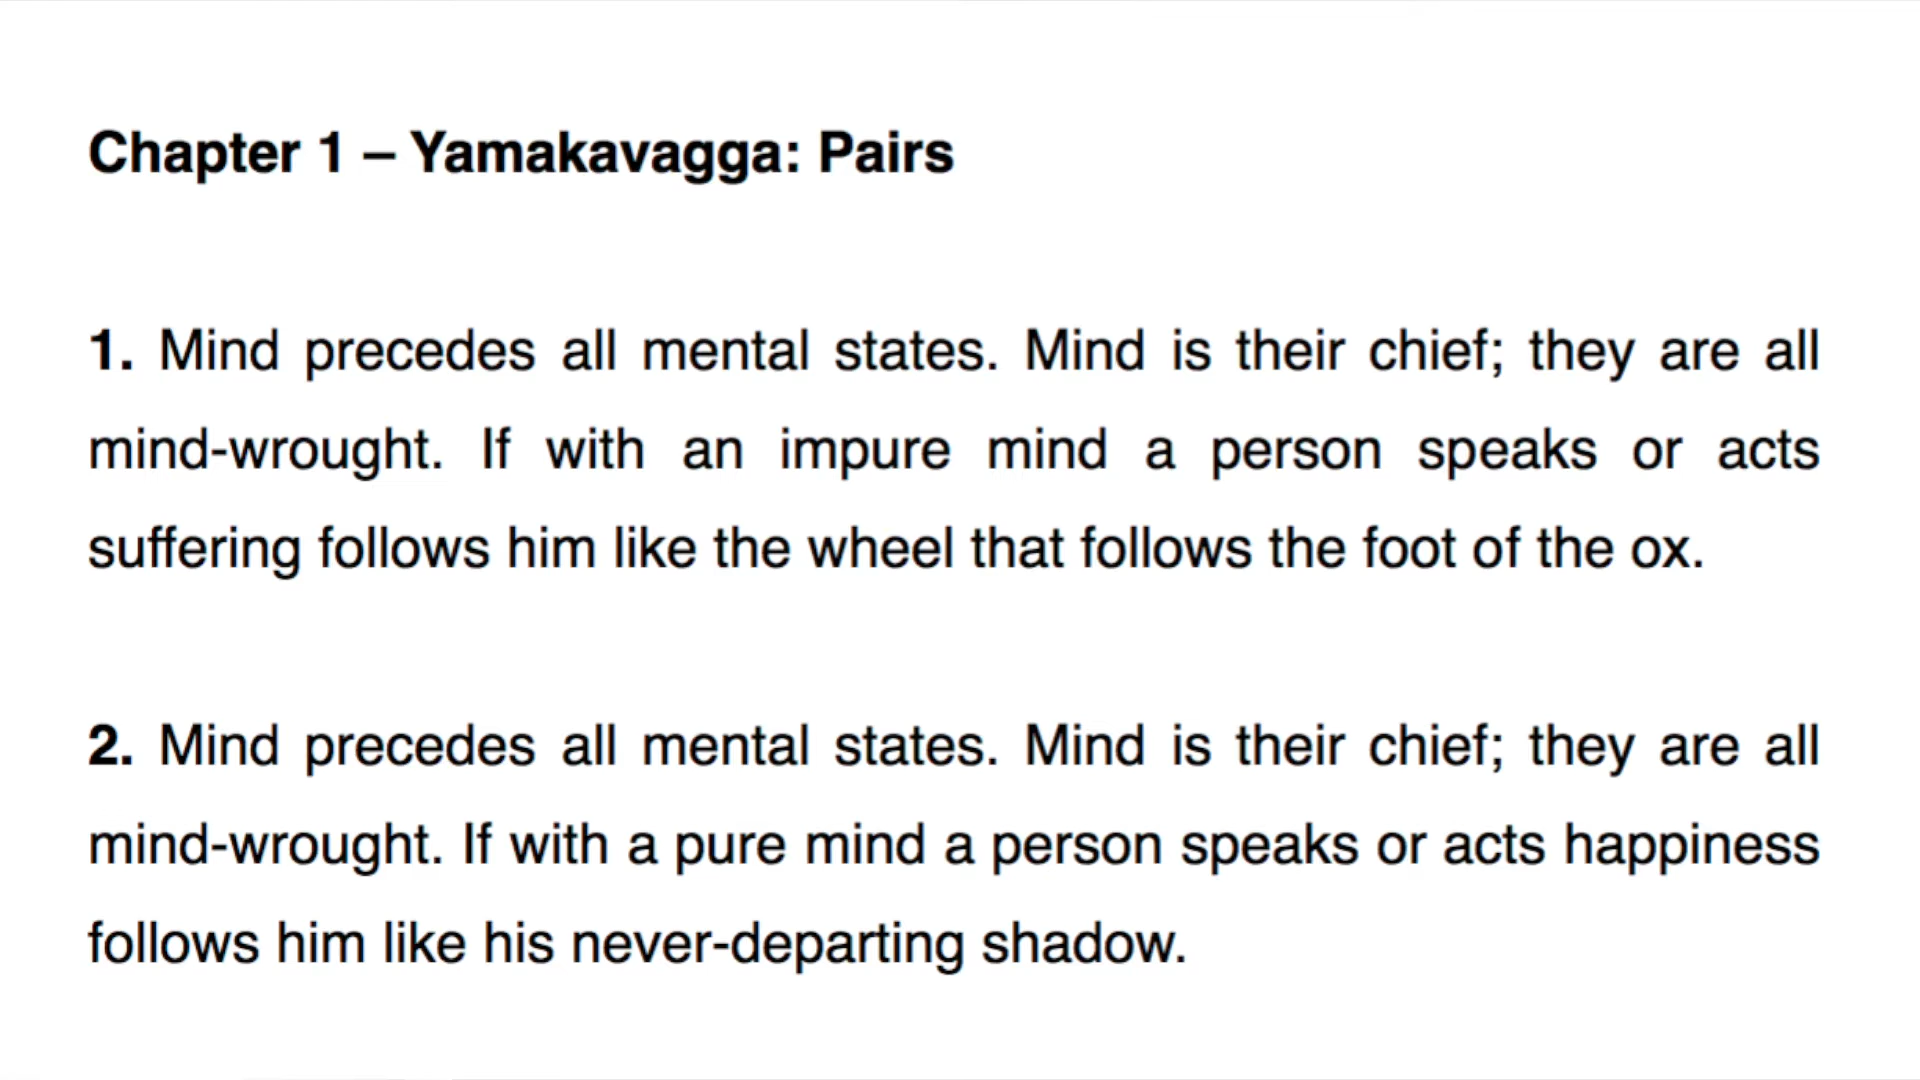 Chapter 1 – Yamakavagga: Pairs
1. Mind precedes all mental states. Mind is their chief; they are all
mind-wrought. If with an impure mind a person speaks or acts
suffering follows him like the wheel that follows the foot of the ox.
2. Mind precedes all mental states. Mind is their chief; they are all
mind-wrought. If with a pure mind a person speaks or acts happiness
follows him like his never-departing shadow.